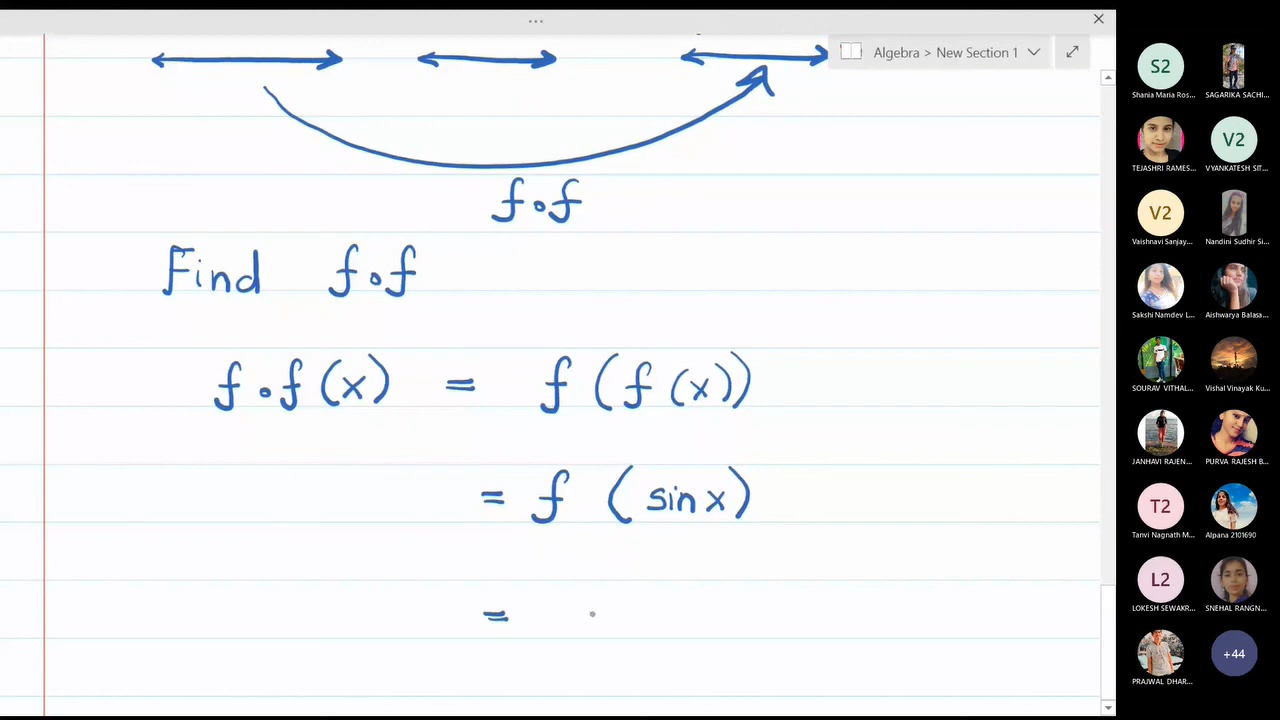 Algebra > New Section 1
f∘f
Find f∘f
f∘f(x) = f(f(x))
= f (sin x)
=
S2
Shania Maria Ros...
SAGARIKA SACHI...
TEJASHRI RAMES...
V2
VYANKATESH SIT...
V2
Vaishnavi Sanjay...
Nandini Sudhir Si...
Sakshi Namdev L...
Aishwarya Balasa...
SOURAV VITHAL...
Vishal Vinayak Ku...
JANHAVI RAJEN...
PURVA RAJESH B...
T2
Tanvi Nagnath M...
Alpana 2101690
L2
LOKESH SEWAKR...
SNEHAL RANGN...
PRAJWAL DHAR...
+44